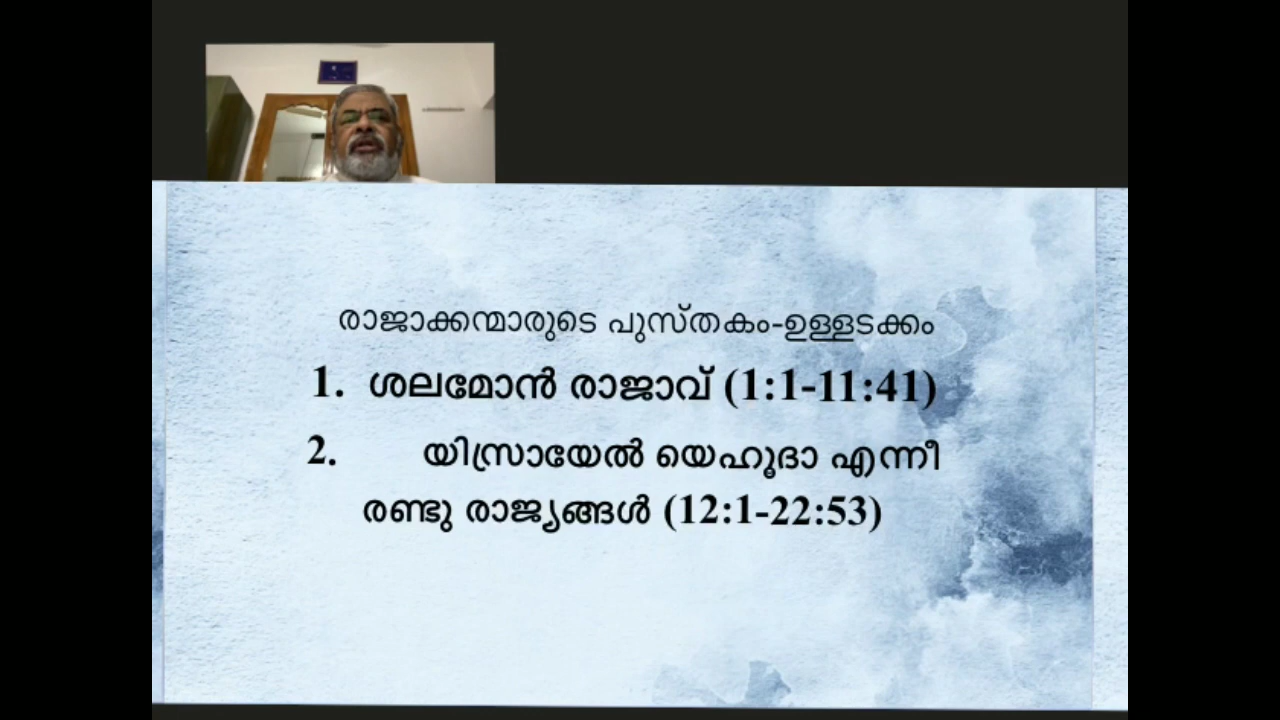 രാജാക്കന്മാരുടെ പുസ്തകം-ഉള്ളടക്കം
1. ശലമോൻ രാജാവ് (1:1-11:41)
2. യിസ്രായേൽ യെഹൂദാ എന്നീ
രണ്ടു രാജ്യങ്ങൾ (12:1-22:53)